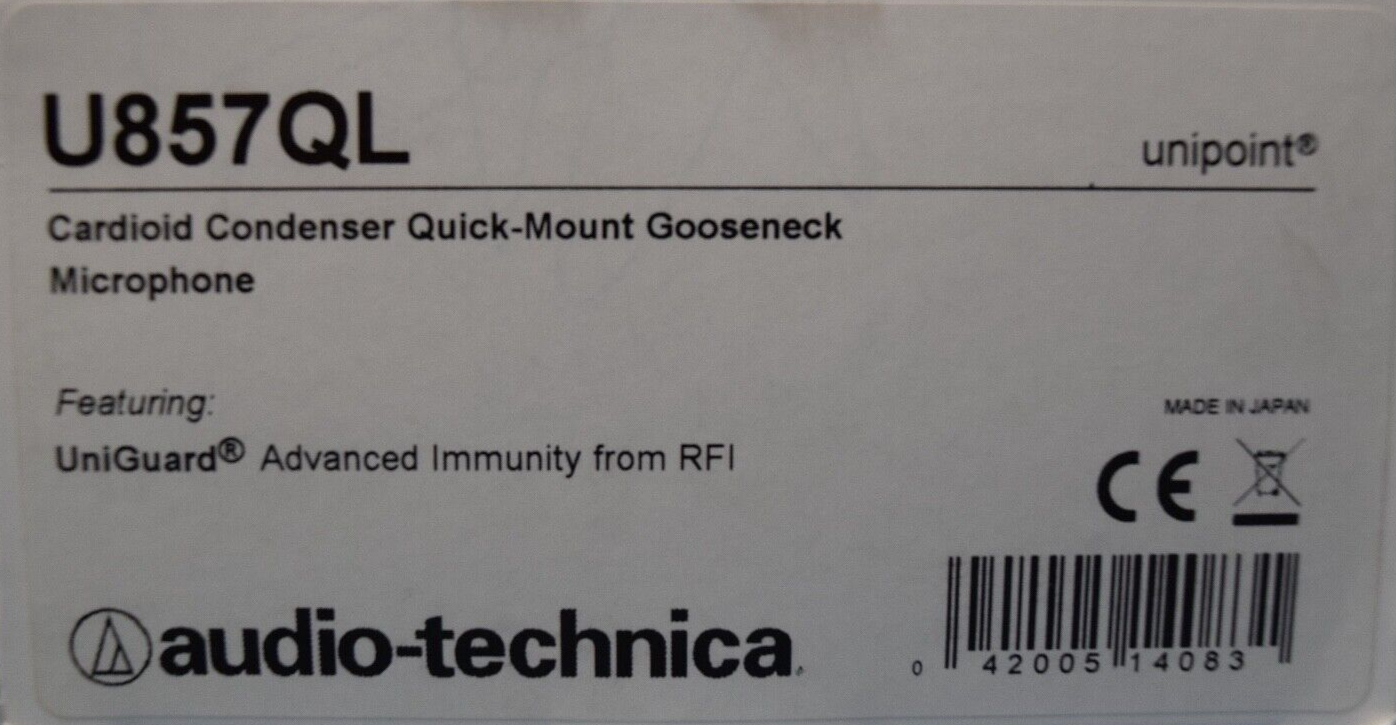 U857QL
unipoint®
Cardioid Condenser Quick-Mount Gooseneck
Microphone
Featuring:
UniGuard® Advanced Immunity from RFI
MADE IN JAPAN
CE
audio-technica
0 42005 14083